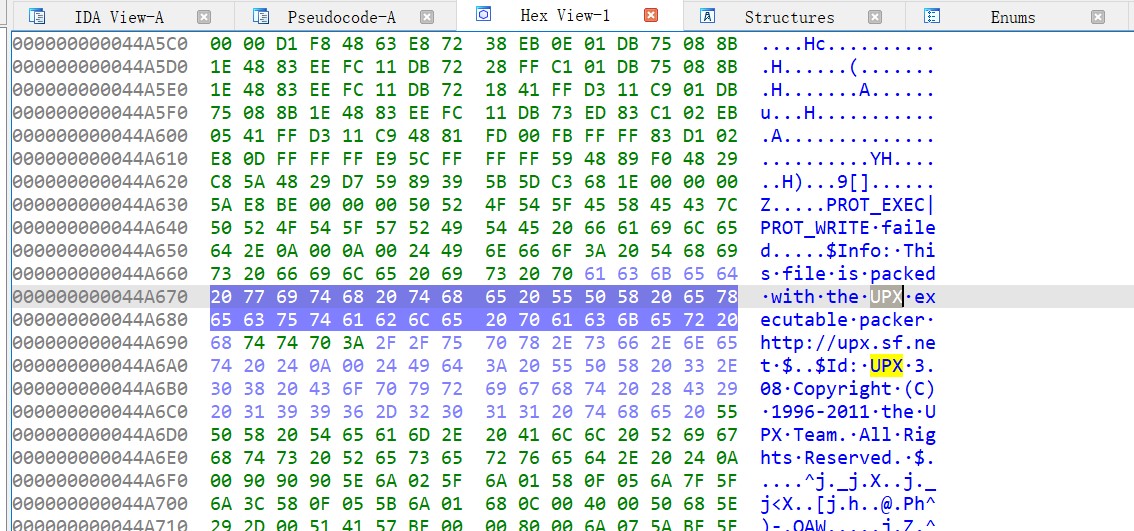 IDA View-A Pseudocode-A Hex View-1 Structures Enums
000000000044A5C0 00 00 D1 F8 48 63 E8 72 38 EB 0E 01 DB 75 08 8B ....Hc..........
000000000044A5D0 1E 48 83 EE FC 11 DB 72 28 FF C1 01 DB 75 08 8B .H......(.......
000000000044A5E0 1E 48 83 EE FC 11 DB 72 18 41 FF D3 11 C9 01 DB .H.......A......
000000000044A5F0 75 08 8B 1E 48 83 EE FC 11 DB 73 ED 83 C1 02 EB u...H...........
000000000044A600 05 41 FF D3 11 C9 48 81 FD 00 FB FF FF 83 D1 02 .A..............
000000000044A610 E8 0D FF FF FF E9 5C FF FF FF 59 48 89 F0 48 29 ..........YH....
000000000044A620 C8 5A 48 29 D7 59 89 39 5B 5D C3 68 1E 00 00 00 ..H)...9[]......
000000000044A630 5A E8 BE 00 00 00 50 52 4F 54 5F 45 58 45 43 7C Z.....PROT_EXEC|
000000000044A640 50 52 4F 54 5F 57 52 49 54 45 20 66 61 69 6C 65 PROT_WRITE·faile
000000000044A650 64 2E 0A 00 0A 00 24 49 6E 66 6F 3A 20 54 68 69 d.....$Info:·Thi
000000000044A660 73 20 66 69 6C 65 20 69 73 20 70 61 63 6B 65 64 s·file·is·packed
000000000044A670 20 77 69 74 68 20 74 68 65 20 55 50 58 20 65 78 ·with·the·UPX·ex
000000000044A680 65 63 75 74 61 62 6C 65 20 70 61 63 6B 65 72 20 ecutable·packer·
000000000044A690 68 74 74 70 3A 2F 2F 75 70 78 2E 73 66 2E 6E 65 http://upx.sf.ne
000000000044A6A0 74 20 24 0A 00 24 49 64 3A 20 55 50 58 20 33 2E t·$..$Id:·UPX·3.
000000000044A6B0 30 38 20 43 6F 70 79 72 69 67 68 74 20 28 43 29 08·Copyright·(C)
000000000044A6C0 20 31 39 39 36 2D 32 30 31 31 20 74 68 65 20 55 ·1996-2011·the·U
000000000044A6D0 50 58 20 54 65 61 6D 2E 20 41 6C 6C 20 52 69 67 PX·Team.·All·Rig
000000000044A6E0 68 74 73 20 52 65 73 65 72 76 65 64 2E 20 24 0A hts·Reserved.·$.
000000000044A6F0 00 90 90 90 5E 6A 02 5F 6A 01 58 0F 05 6A 7F 5F ....^j._j.X..j._
000000000044A700 6A 3C 58 0F 05 5B 6A 01 68 0C 00 40 00 50 68 5E j<X..[j.h..@.Ph^
000000000044A710 29 2D 00 51 41 57 BE 00 00 80 00 6A 07 5A BF 5F )-.QAW.....j.Z.^